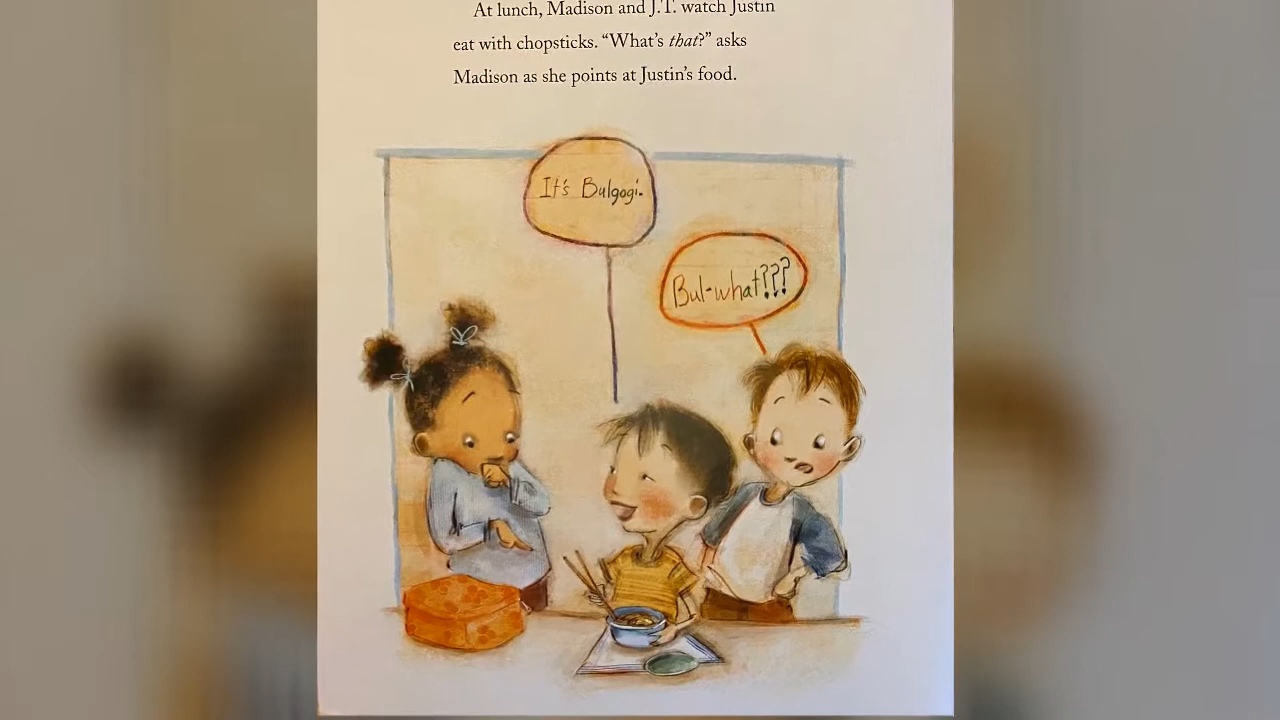 At lunch, Madison and J.T. watch Justin
eat with chopsticks. “What’s that?” asks
Madison as she points at Justin’s food.
It's Bulgogi.
Bul-what???